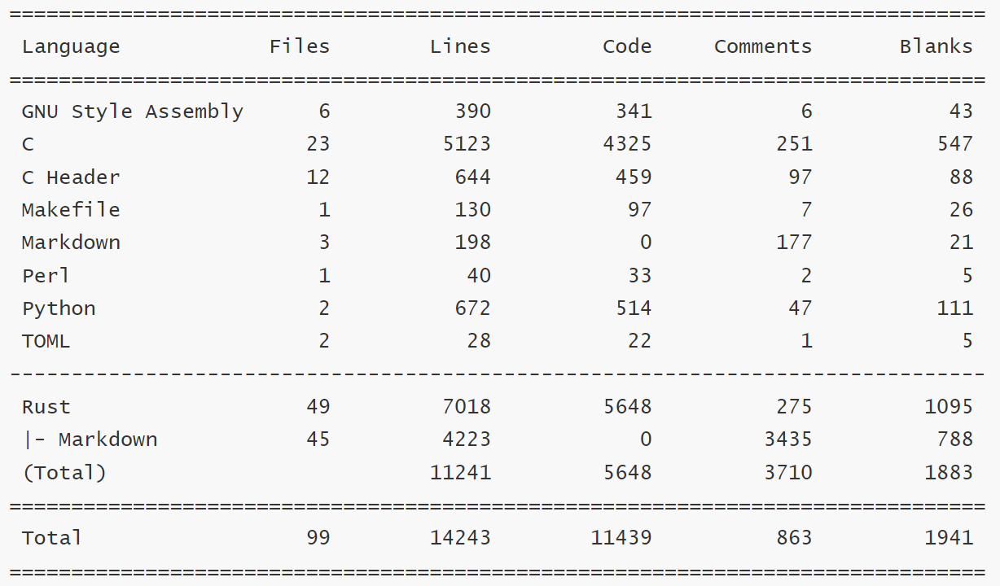 ================================================================================
Language Files Lines Code Comments Blanks
================================================================================
GNU Style Assembly 6 390 341 6 43
C 23 5123 4325 251 547
C Header 12 644 459 97 88
Makefile 1 130 97 7 26
Markdown 3 198 0 177 21
Perl 1 40 33 2 5
Python 2 672 514 47 111
TOML 2 28 22 1 5
--------------------------------------------------------------------------------
Rust 49 7018 5648 275 1095
|- Markdown 45 4223 0 3435 788
(Total) 11241 5648 3710 1883
================================================================================
Total 99 14243 11439 863 1941
================================================================================